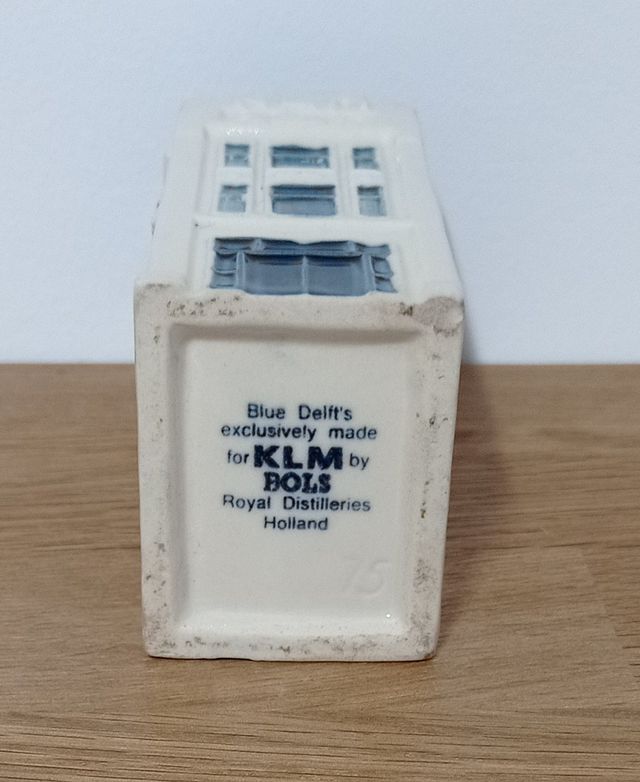 Blue Delft's
exclusively made
for KLM by
BOLS
Royal Distilleries
Holland
75